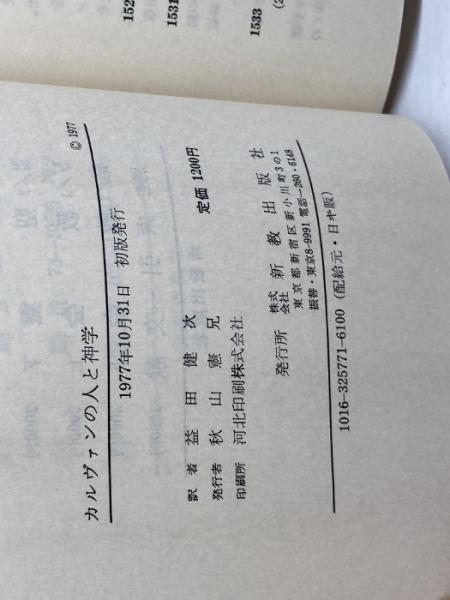 152
1531
1533
© 1977
カルヴァンの人と神学
1977年10月31日 初版発行
定価 1200円
訳者 益田健次
発行者 秋山憲兄
印刷所 河北印刷株式会社
発行所 株式会社 新教出版社
東京都新宿区新小川町3の1
振替・東京8-9991 電話-260・6148
1016-325771-6100 (配給元・日キ販)